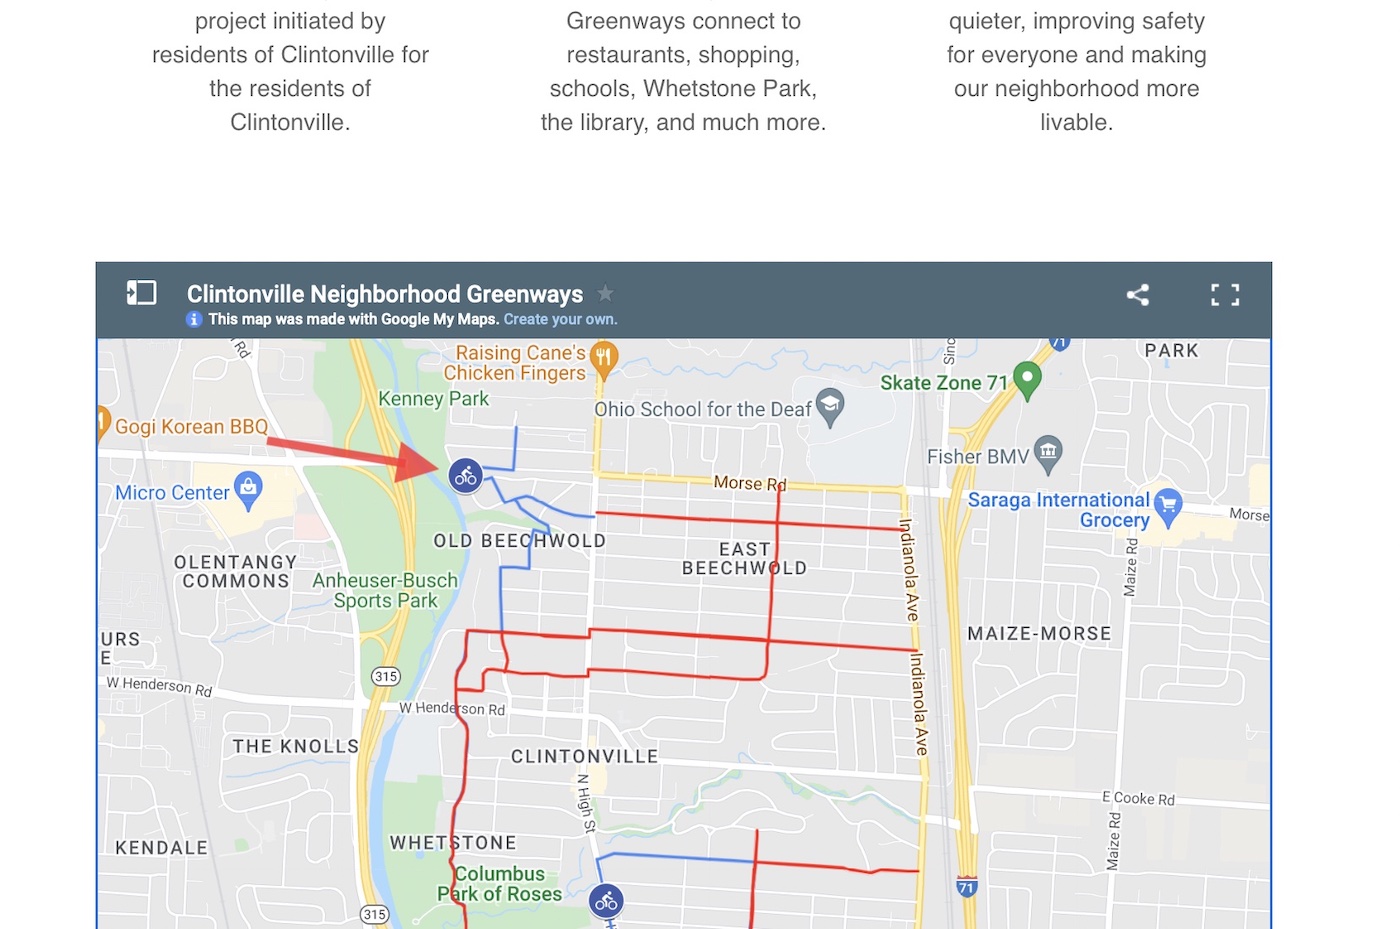 project initiated by
residents of Clintonville for
the residents of
Clintonville.
Greenways connect to
restaurants, shopping,
schools, Whetstone Park,
the library, and much more.
quieter, improving safety
for everyone and making
our neighborhood more
livable.
Clintonville Neighborhood Greenways
This map was made with Google My Maps. Create your own.
Rd
Raising Cane's
Chicken Fingers
Sinc
71
PARK
Kenney Park
Skate Zone 71
Ohio School for the Deaf
Gogi Korean BBQ
Fisher BMV
Micro Center
Morse Rd
Saraga International
Grocery
Morse
OLD BEECHWOLD
EAST
BEECHWOLD
Indianola Ave
Maize Rd
OLENTANGY
COMMONS
Anheuser-Busch
Sports Park
URS
E
MAIZE-MORSE
315
W Henderson Rd
W Henderson Rd
Indianola Ave
THE KNOLLS
CLINTONVILLE
N High St
E Cooke Rd
Maize Rd
KENDALE
WHETSTONE
Columbus
Park of Roses
71
315